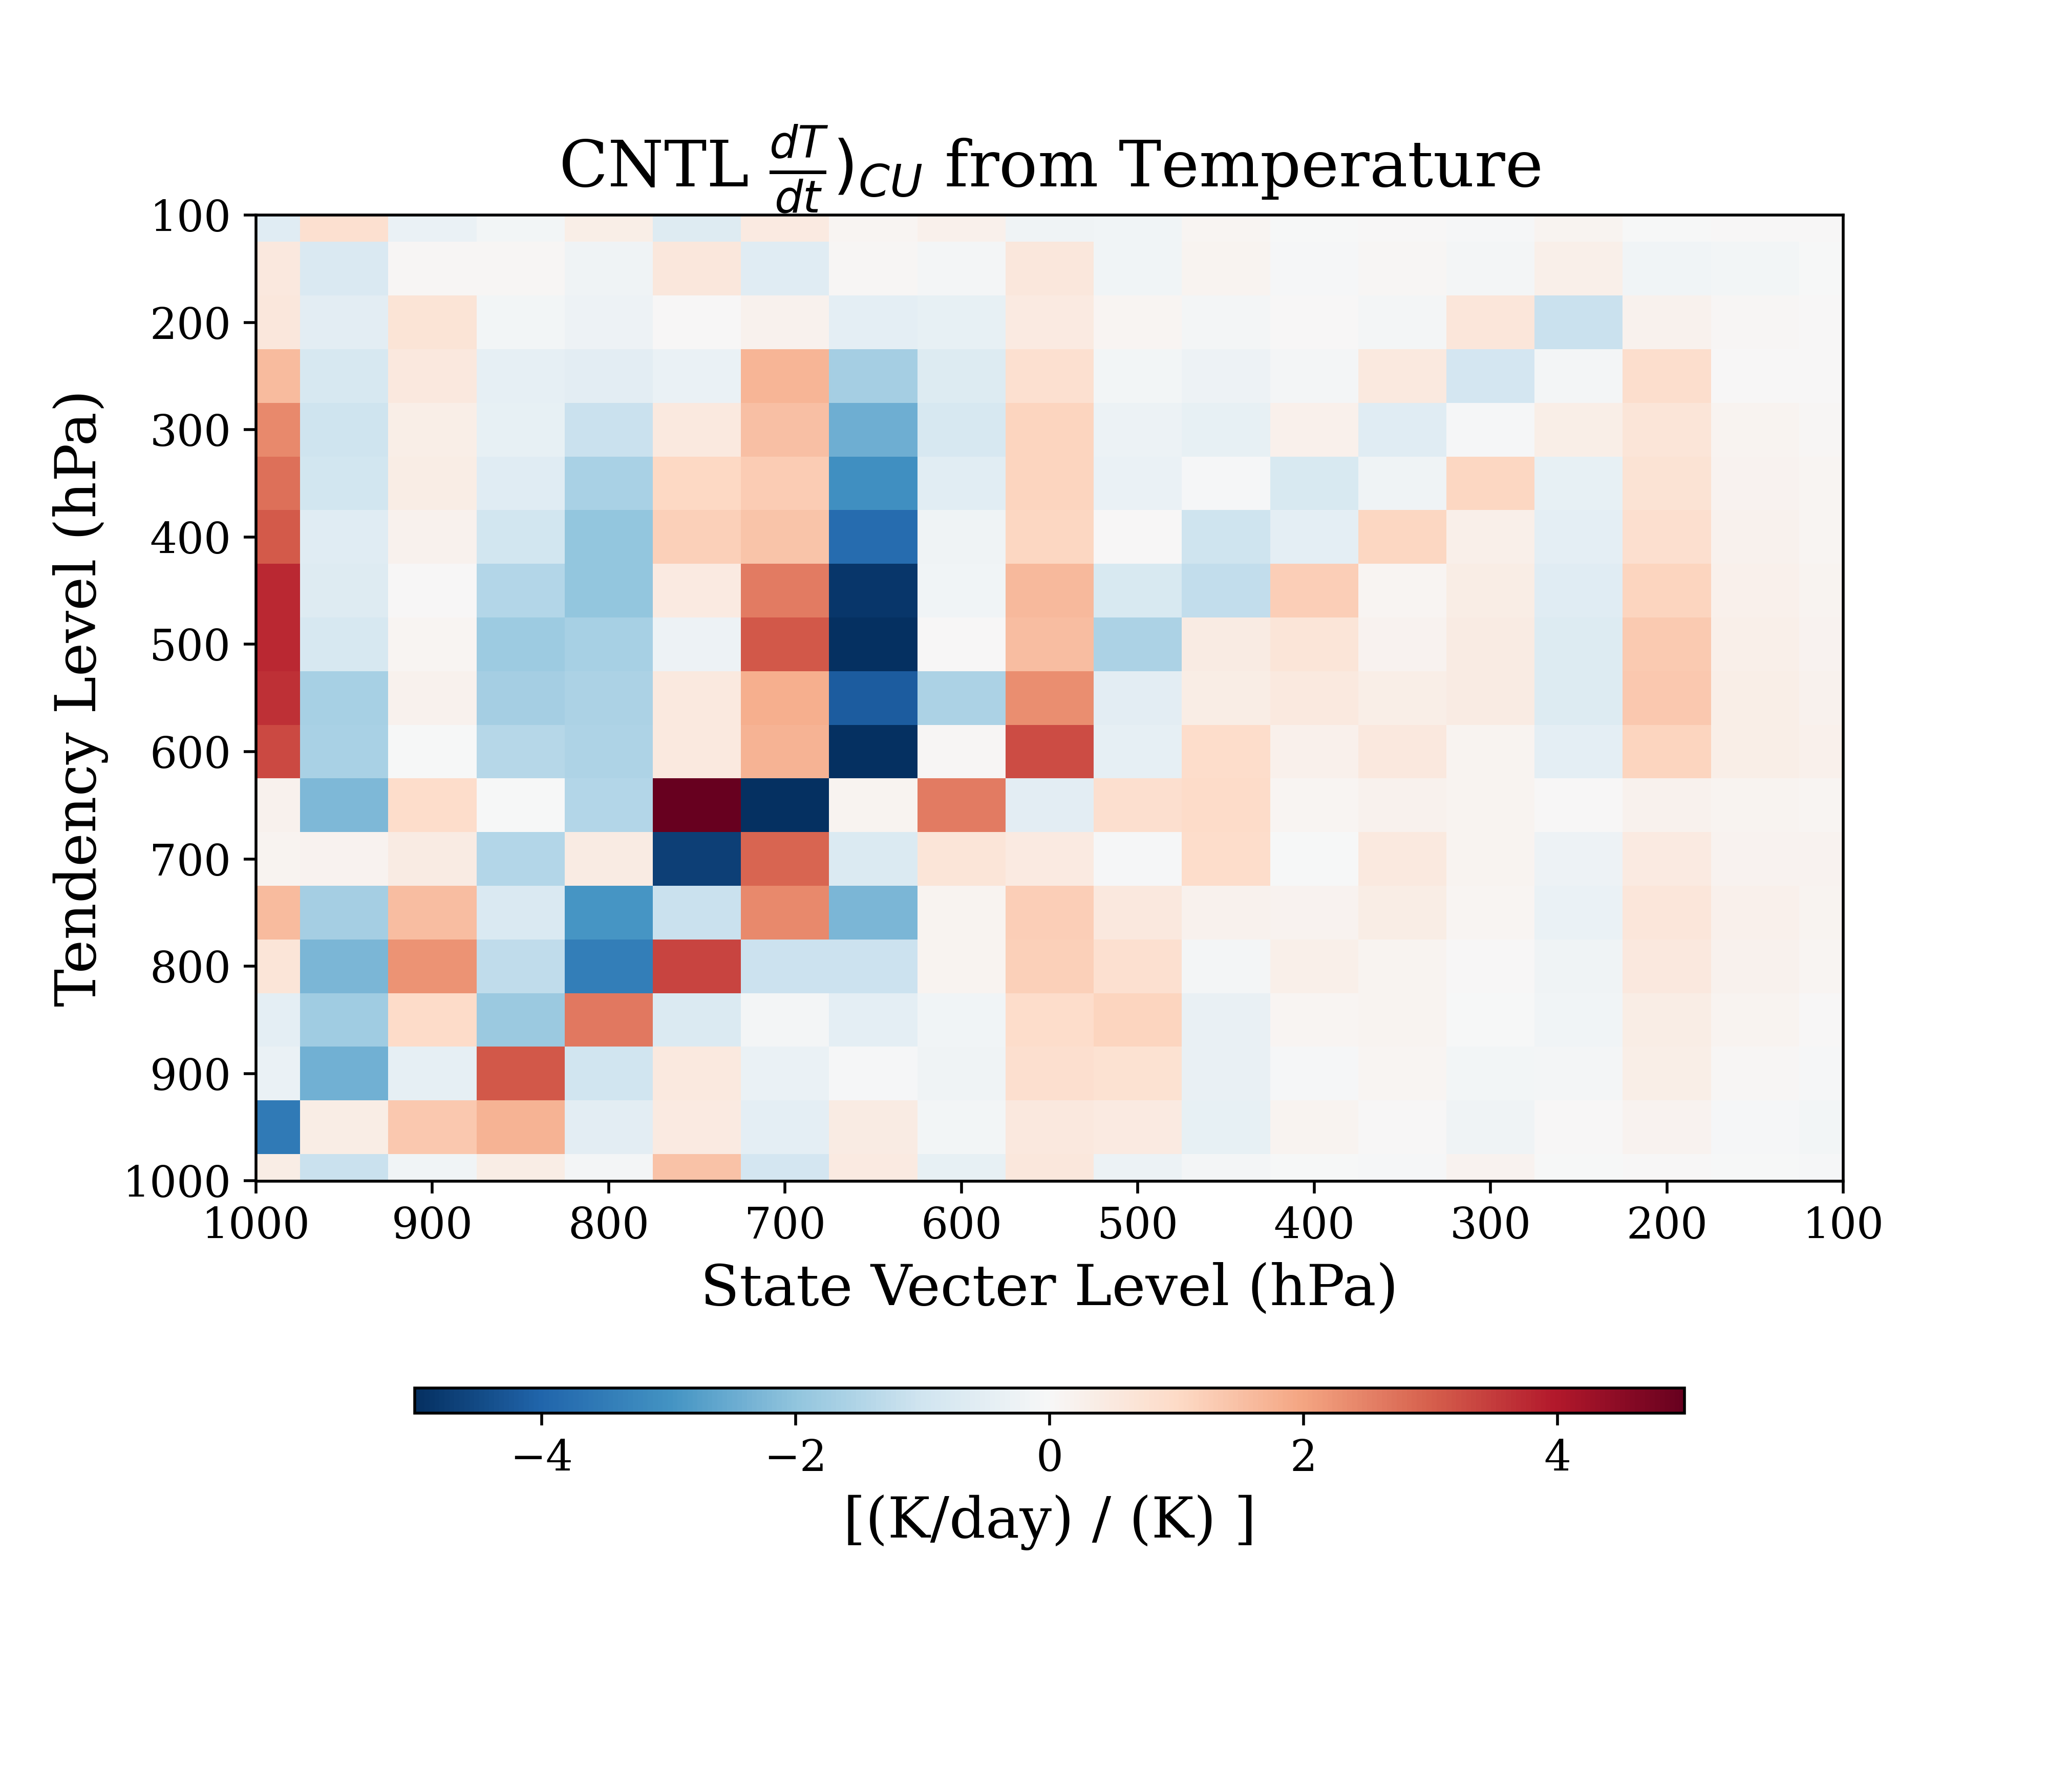 CNTL dT/dt)CU from Temperature
100
200
300
400
500
600
700
800
900
1000
Tendency Level (hPa)
1000 900 800 700 600 500 400 300 200 100
State Vecter Level (hPa)
−4 −2 0 2 4
[(K/day) / (K) ]